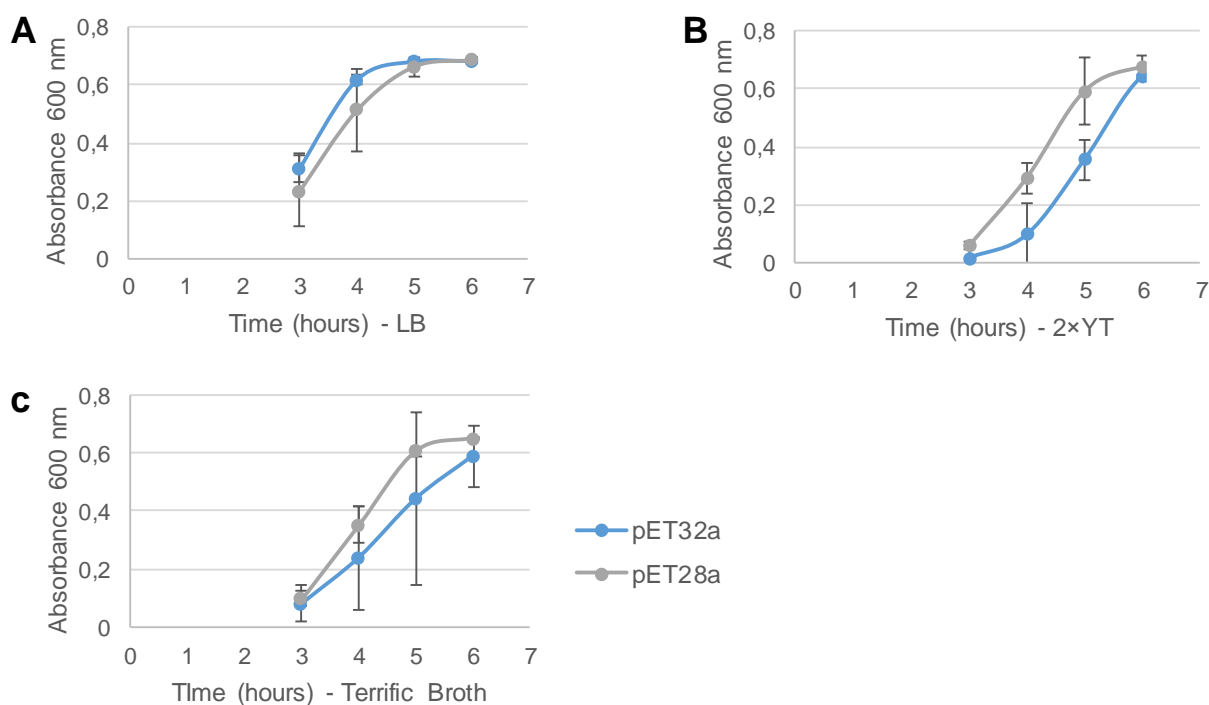 A
Absorbance 600 nm
0,8
0,6
0,4
0,2
0
0 1 2 3 4 5 6 7
Time (hours) - LB
B
Absorbance 600 nm
0,8
0,6
0,4
0,2
0
0 1 2 3 4 5 6 7
Time (hours) - 2×YT
c
Absorbance 600 nm
0,8
0,6
0,4
0,2
0
0 1 2 3 4 5 6 7
TIme (hours) - Terrific Broth
pET32a
pET28a